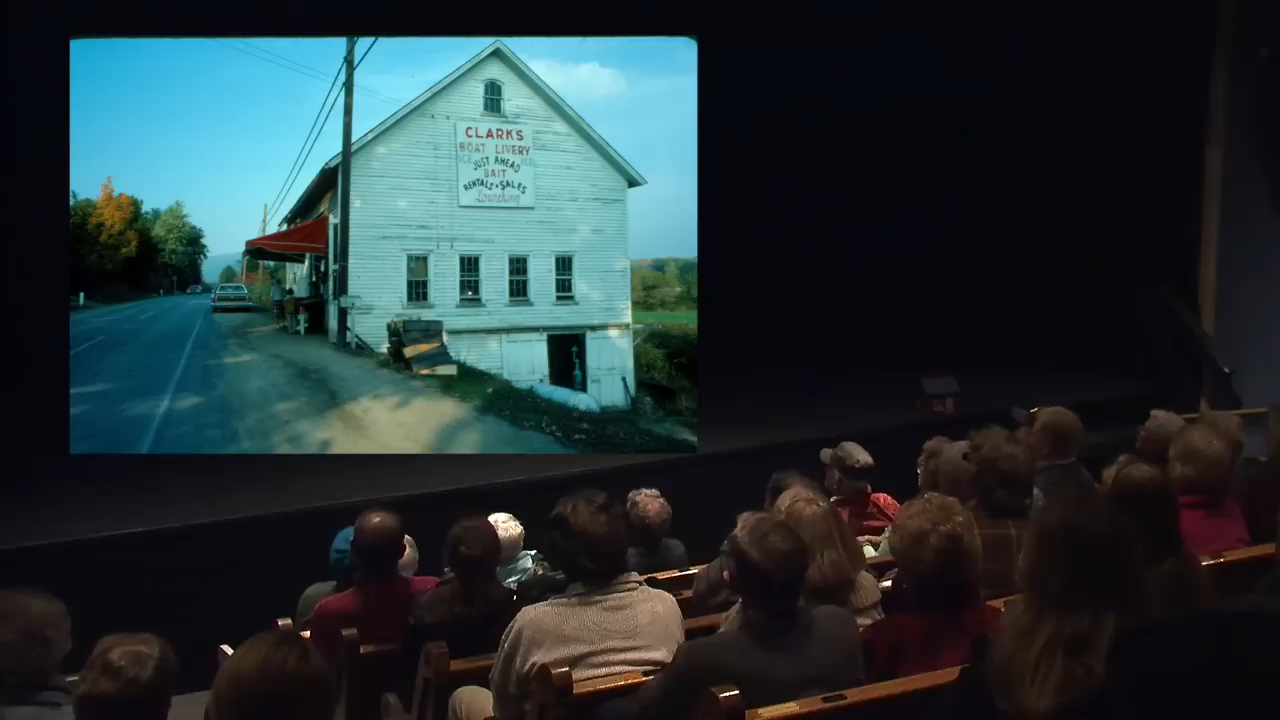 CLARK'S
BOAT LIVERY
ICE JUST AHEAD ICE
BAIT
RENTALS • SALES
Launching